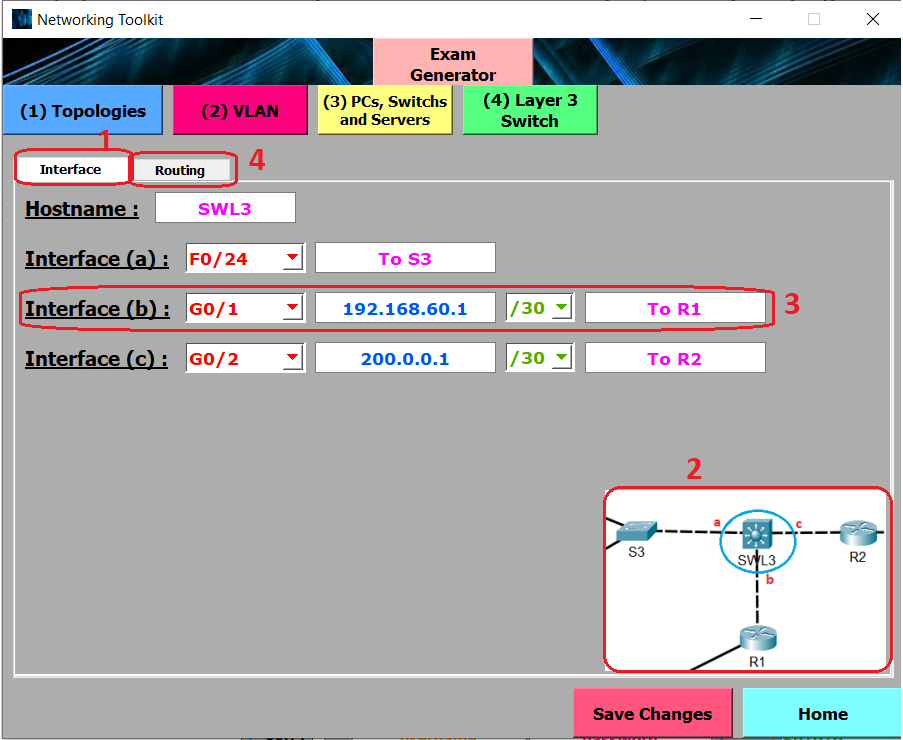 Networking Toolkit
Exam
Generator
(1) Topologies
(2) VLAN
(3) PCs, Switchs
and Servers
(4) Layer 3
Switch
1
Interface
Routing
4
Hostname :
SWL3
Interface (a) :
F0/24
To S3
Interface (b) :
G0/1
192.168.60.1
/30
To R1
3
Interface (c) :
G0/2
200.0.0.1
/30
To R2
2
a
c
S3
SWL3
R2
b
R1
Save Changes
Home